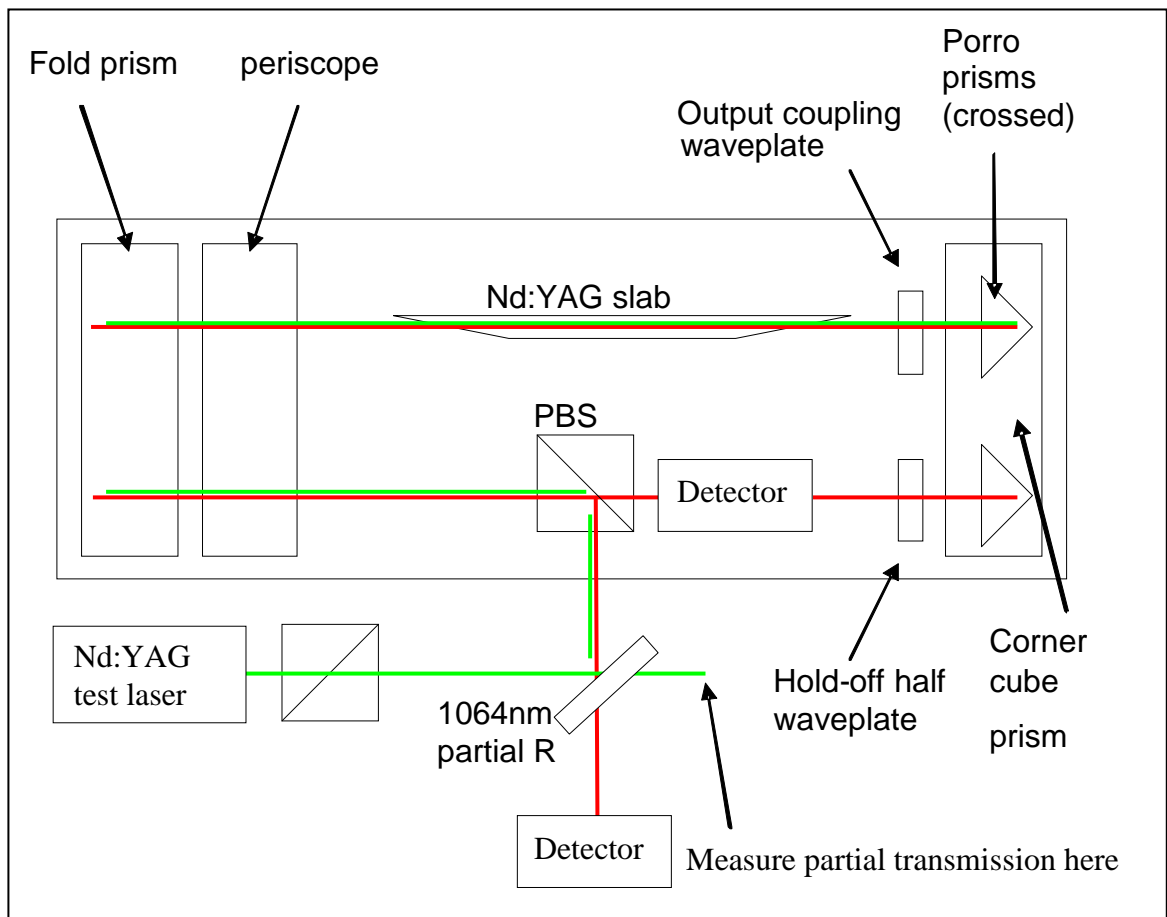 Fold prism
periscope
Porro
prisms
(crossed)
Output coupling
waveplate
Nd:YAG slab
PBS
Detector
Nd:YAG
test laser
1064nm
partial R
Hold-off half
waveplate
Corner
cube
prism
Detector
Measure partial transmission here